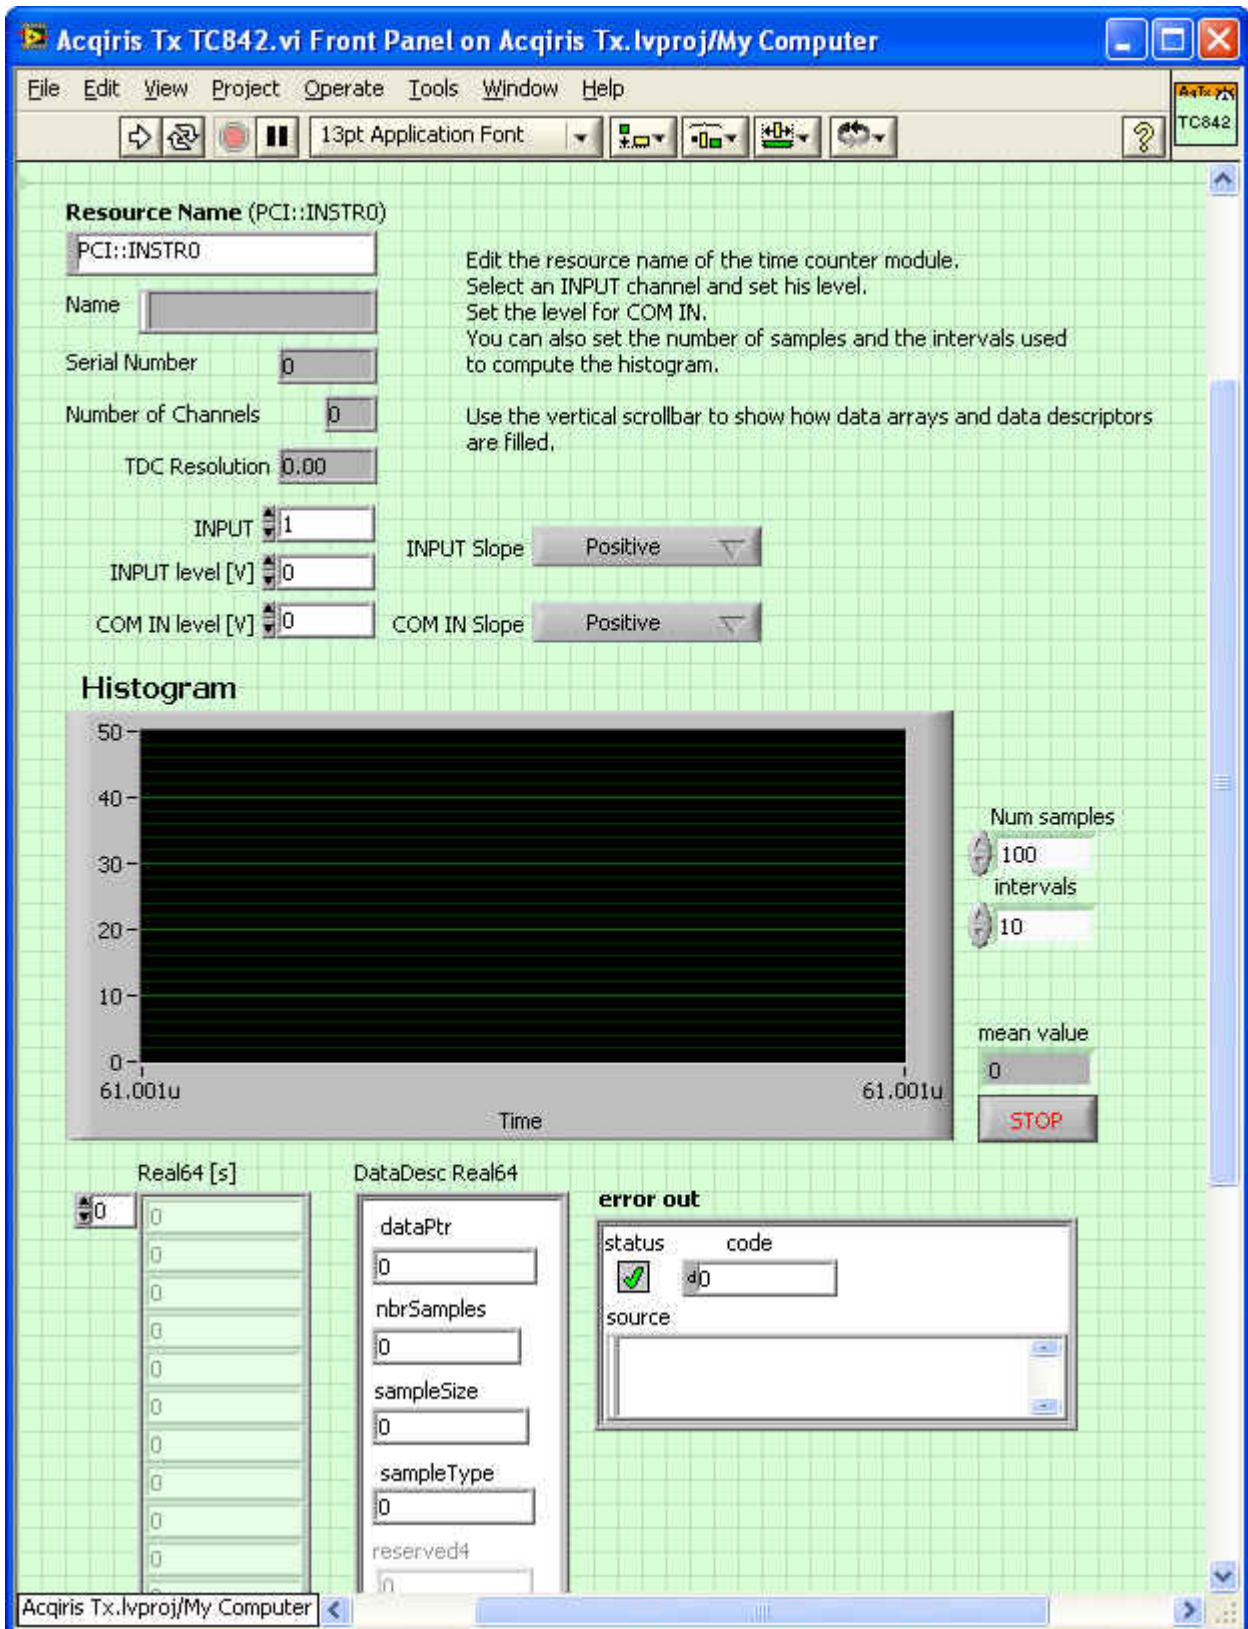 Acqiris Tx TC842.vi Front Panel on Acqiris Tx.lvproj/My Computer
File Edit View Project Operate Tools Window Help
AqTx
TC842
13pt Application Font
Resource Name (PCI::INSTR0)
PCI::INSTR0
Name
Serial Number 0
Number of Channels 0
TDC Resolution 0.00
Edit the resource name of the time counter module.
Select an INPUT channel and set his level.
Set the level for COM IN.
You can also set the number of samples and the intervals used
to compute the histogram.
Use the vertical scrollbar to show how data arrays and data descriptors
are filled.
INPUT 1
INPUT Slope Positive
INPUT level [V] 0
COM IN level [V] 0
COM IN Slope Positive
Histogram
50
40
30
20
10
0
61.001u 61.001u
Time
Num samples
100
intervals
10
mean value
0
STOP
Real64 [s]
0
0
0
0
0
0
0
0
0
0
0
DataDesc Real64
dataPtr
0
nbrSamples
0
sampleSize
0
sampleType
0
reserved4
0
error out
status code
d0
source
Acqiris Tx.lvproj/My Computer